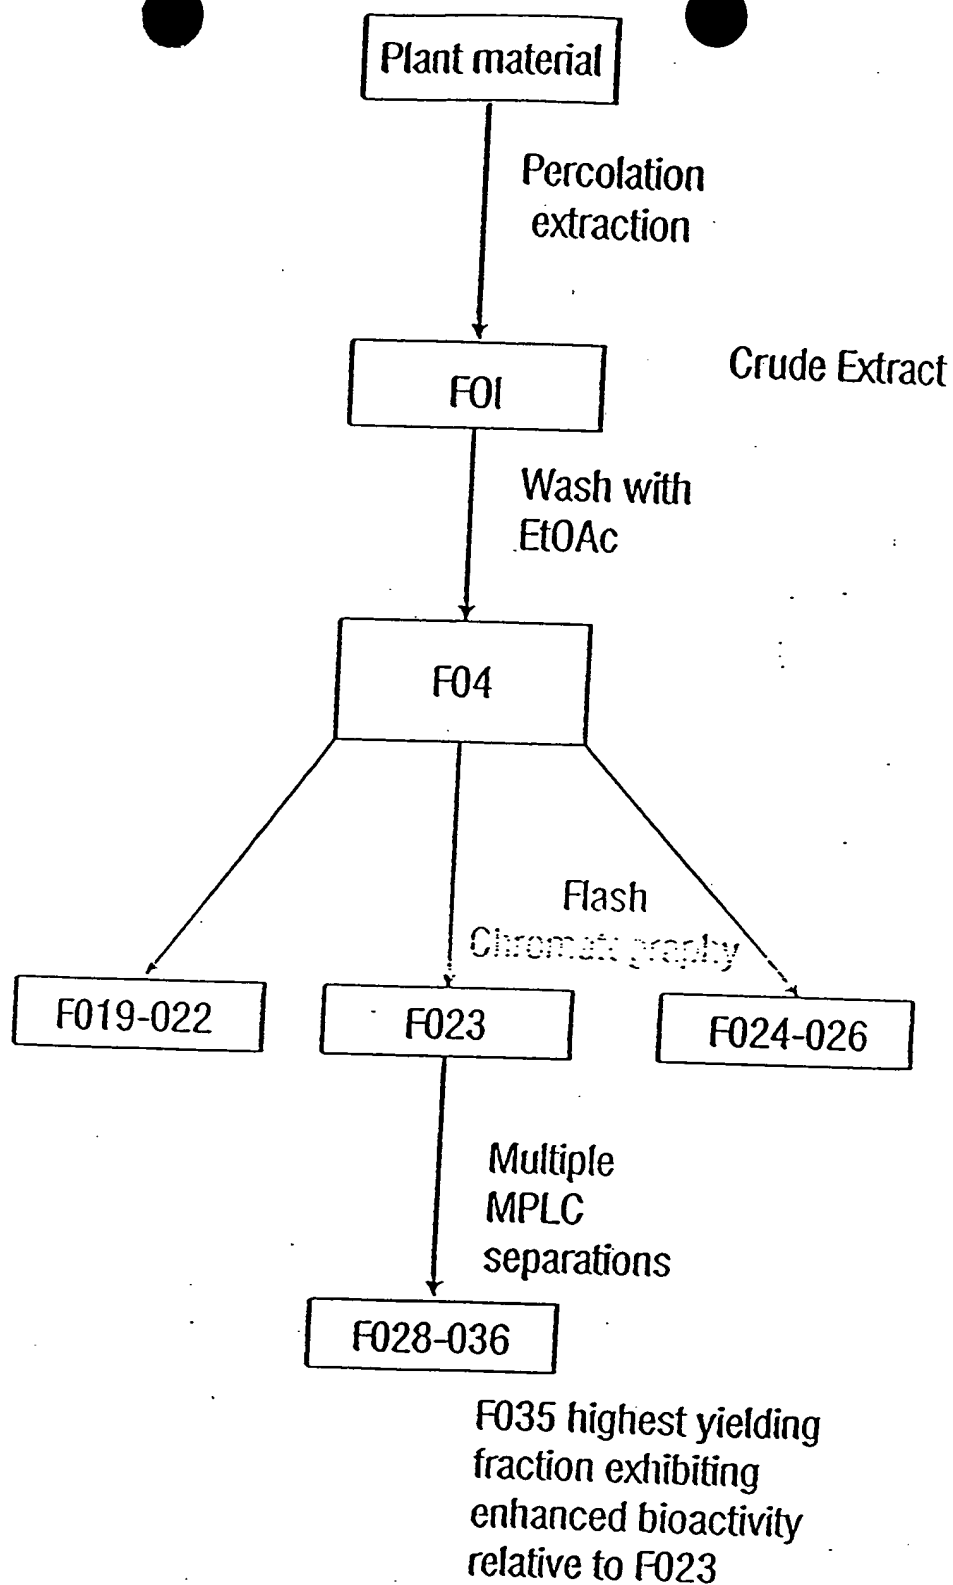 Plant material
Percolation
extraction
F01
Crude Extract
Wash with
EtOAc
F04
Flash
Chromatography
F019-022
F023
F024-026
Multiple
MPLC
separations
F028-036
F035 highest yielding
fraction exhibiting
enhanced bioactivity
relative to F023